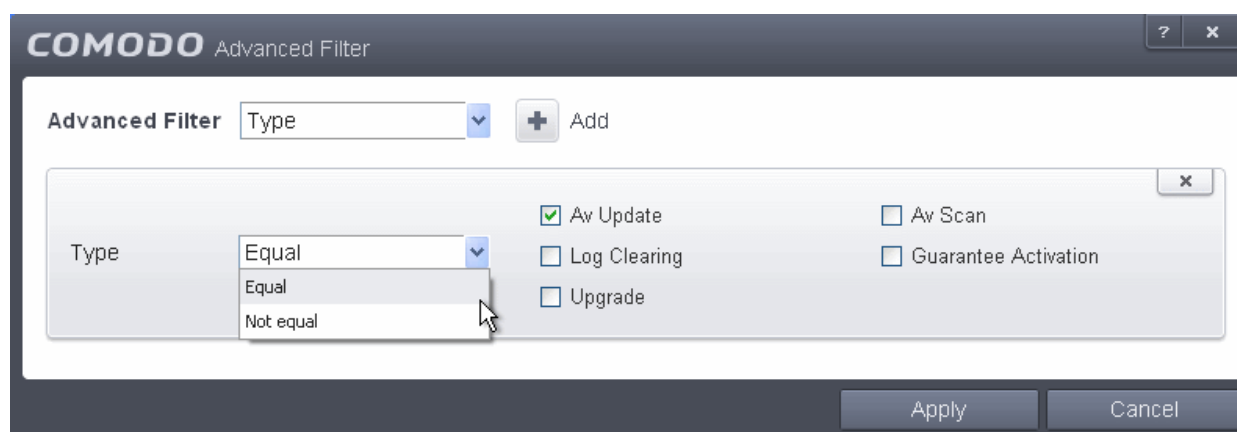 COMODO Advanced Filter
? x
Advanced Filter Type + Add
x
Av Update Av Scan
Type Equal Log Clearing Guarantee Activation
Equal
Upgrade
Not equal
Apply Cancel